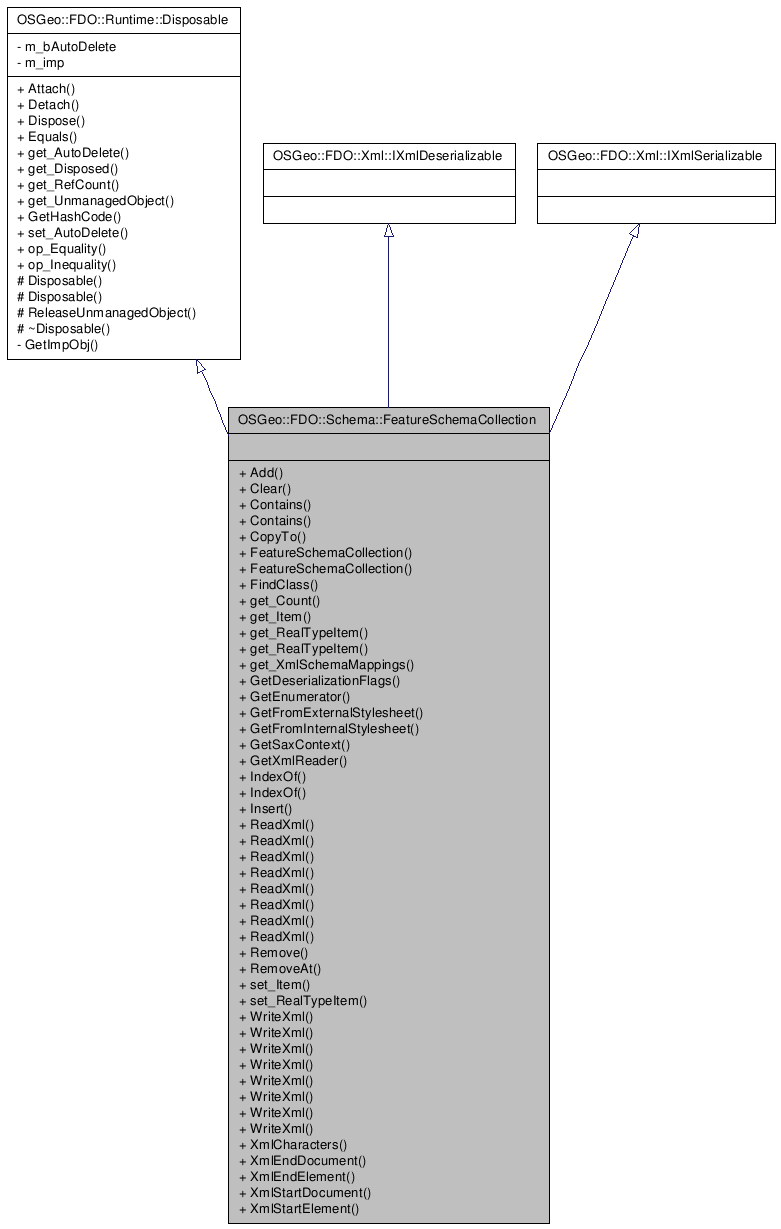 OSGeo::FDO::Runtime::Disposable
- m_bAutoDelete
- m_imp
+ Attach()
+ Detach()
+ Dispose()
+ Equals()
+ get_AutoDelete()
+ get_Disposed()
+ get_RefCount()
+ get_UnmanagedObject()
+ GetHashCode()
+ set_AutoDelete()
+ op_Equality()
+ op_Inequality()
# Disposable()
# Disposable()
# ReleaseUnmanagedObject()
# ~Disposable()
- GetImpObj()
OSGeo::FDO::Xml::IXmlDeserializable
OSGeo::FDO::Xml::IXmlSerializable
OSGeo::FDO::Schema::FeatureSchemaCollection
+ Add()
+ Clear()
+ Contains()
+ Contains()
+ CopyTo()
+ FeatureSchemaCollection()
+ FeatureSchemaCollection()
+ FindClass()
+ get_Count()
+ get_Item()
+ get_RealTypeItem()
+ get_RealTypeItem()
+ get_XmlSchemaMappings()
+ GetDeserializationFlags()
+ GetEnumerator()
+ GetFromExternalStylesheet()
+ GetFromInternalStylesheet()
+ GetSaxContext()
+ GetXmlReader()
+ IndexOf()
+ IndexOf()
+ Insert()
+ ReadXml()
+ ReadXml()
+ ReadXml()
+ ReadXml()
+ ReadXml()
+ ReadXml()
+ ReadXml()
+ ReadXml()
+ Remove()
+ RemoveAt()
+ set_Item()
+ set_RealTypeItem()
+ WriteXml()
+ WriteXml()
+ WriteXml()
+ WriteXml()
+ WriteXml()
+ WriteXml()
+ WriteXml()
+ WriteXml()
+ XmlCharacters()
+ XmlEndDocument()
+ XmlEndElement()
+ XmlStartDocument()
+ XmlStartElement()